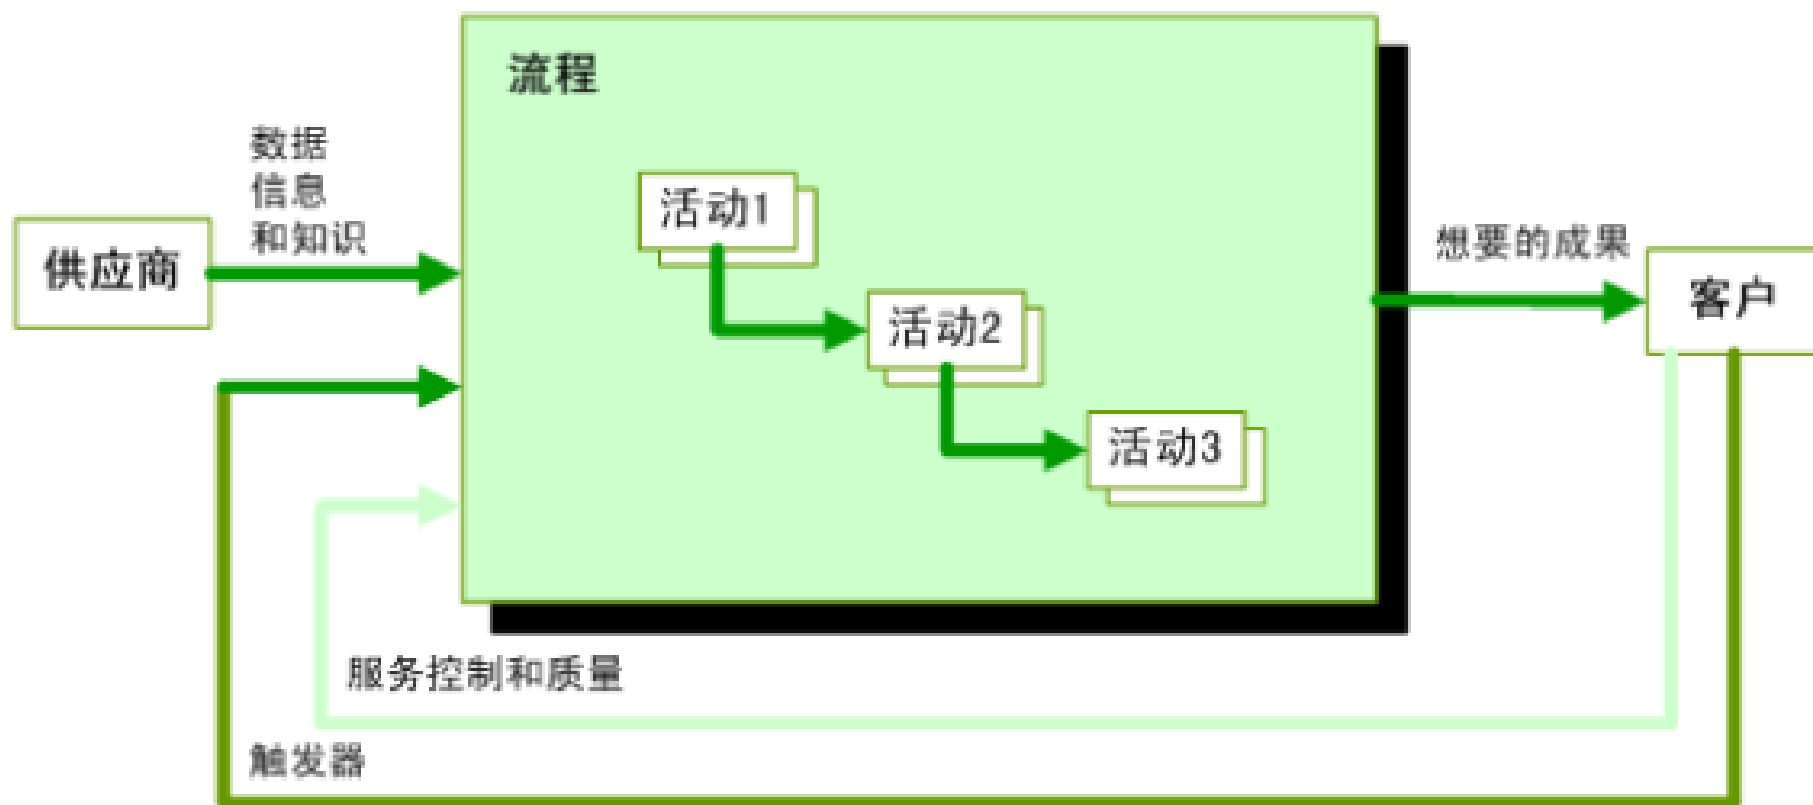 流程
数据
信息
和知识
供应商
活动1
活动2
活动3
想要的成果
客户
服务控制和质量
触发器